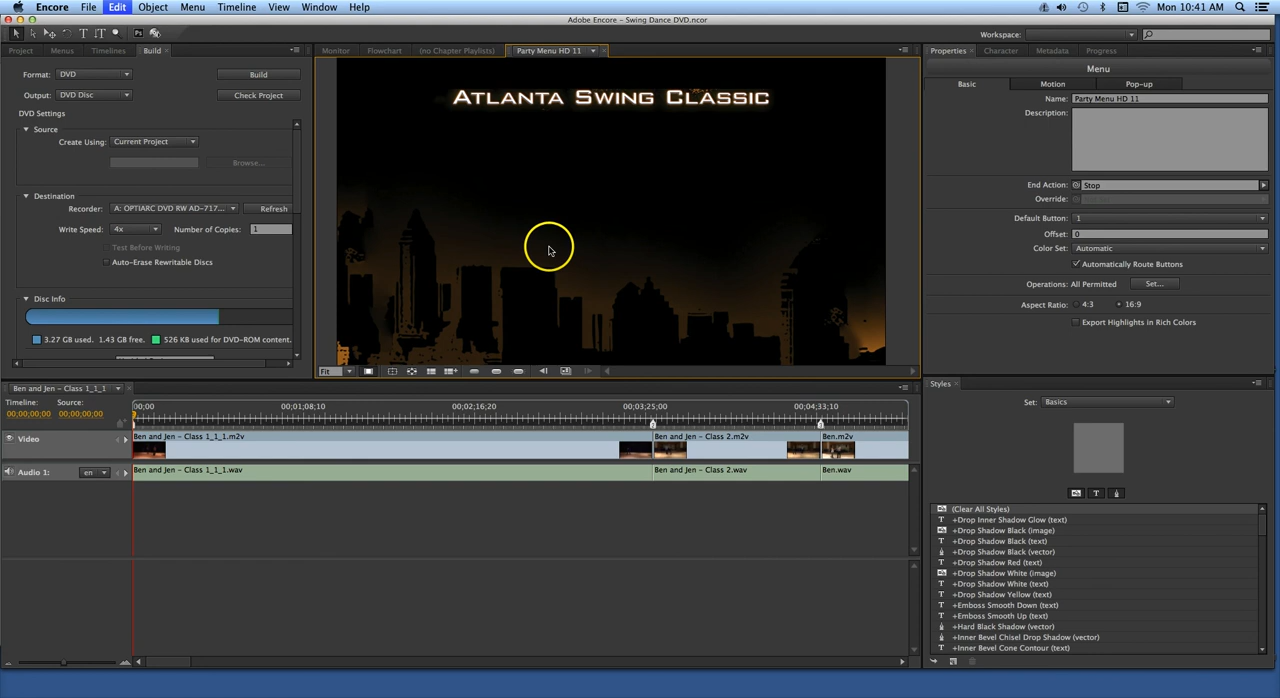 Encore File Edit Object Menu Timeline View Window Help Mon 10:41 AM
Adobe Encore - Swing Dance DVD.ncor
Workspace:
Project Menus Timelines Build Monitor Flowchart (no Chapter Playlists) Party Menu HD 11 Properties Character Metadata Progress
Format: DVD Build
Output: DVD Disc Check Project
DVD Settings
Source
Create Using: Current Project
Browse...
Destination
Recorder: A: OPTIARC DVD RW AD-717... Refresh
Write Speed: 4x Number of Copies: 1
Test Before Writing
Auto-Erase Rewritable Discs
Disc Info
3.27 GB used. 1.43 GB free. 526 KB used for DVD-ROM content.
Atlanta Swing Classic
Fit
Menu
Basic Motion Pop-up
Name: Party Menu HD 11
Description:
End Action: Stop
Override:
Default Button: 1
Offset: 0
Color Set: Automatic
Automatically Route Buttons
Operations: All Permitted Set...
Aspect Ratio: 4:3 16:9
Export Highlights in Rich Colors
Ben and Jen - Class 1_1_1
Timeline: Source:
00;00;00;00 00;00;00;00
00;00 00;01;08;10 00;02;16;20 00;03;25;00 00;04;33;10
Video Ben and Jen - Class 1_1_1.m2v Ben and Jen - Class 2.m2v Ben.m2v
Audio 1: en Ben and Jen - Class 1_1_1.wav Ben and Jen - Class 2.wav Ben.wav
Styles
Set: Basics
(Clear All Styles)
+Drop Inner Shadow Glow (text)
+Drop Shadow Black (image)
+Drop Shadow Black (text)
+Drop Shadow Black (vector)
+Drop Shadow Red (text)
+Drop Shadow White (image)
+Drop Shadow White (text)
+Drop Shadow Yellow (text)
+Emboss Smooth Down (text)
+Emboss Smooth Up (text)
+Hard Black Shadow (vector)
+Inner Bevel Chisel Drop Shadow (vector)
+Inner Bevel Cone Contour (text)